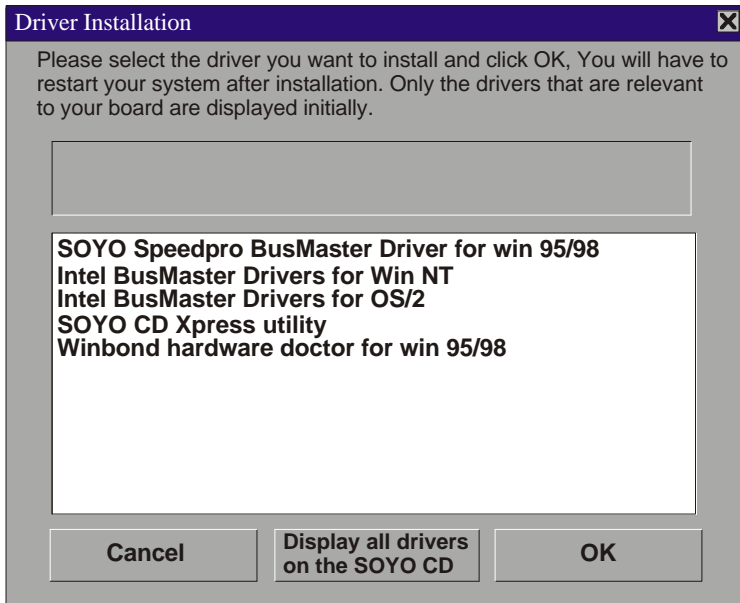 Driver Installation
Please select the driver you want to install and click OK, You will have to
restart your system after installation. Only the drivers that are relevant
to your board are displayed initially.
SOYO Speedpro BusMaster Driver for win 95/98
Intel BusMaster Drivers for Win NT
Intel BusMaster Drivers for OS/2
SOYO CD Xpress utility
Winbond hardware doctor for win 95/98
Cancel
Display all drivers
on the SOYO CD
OK